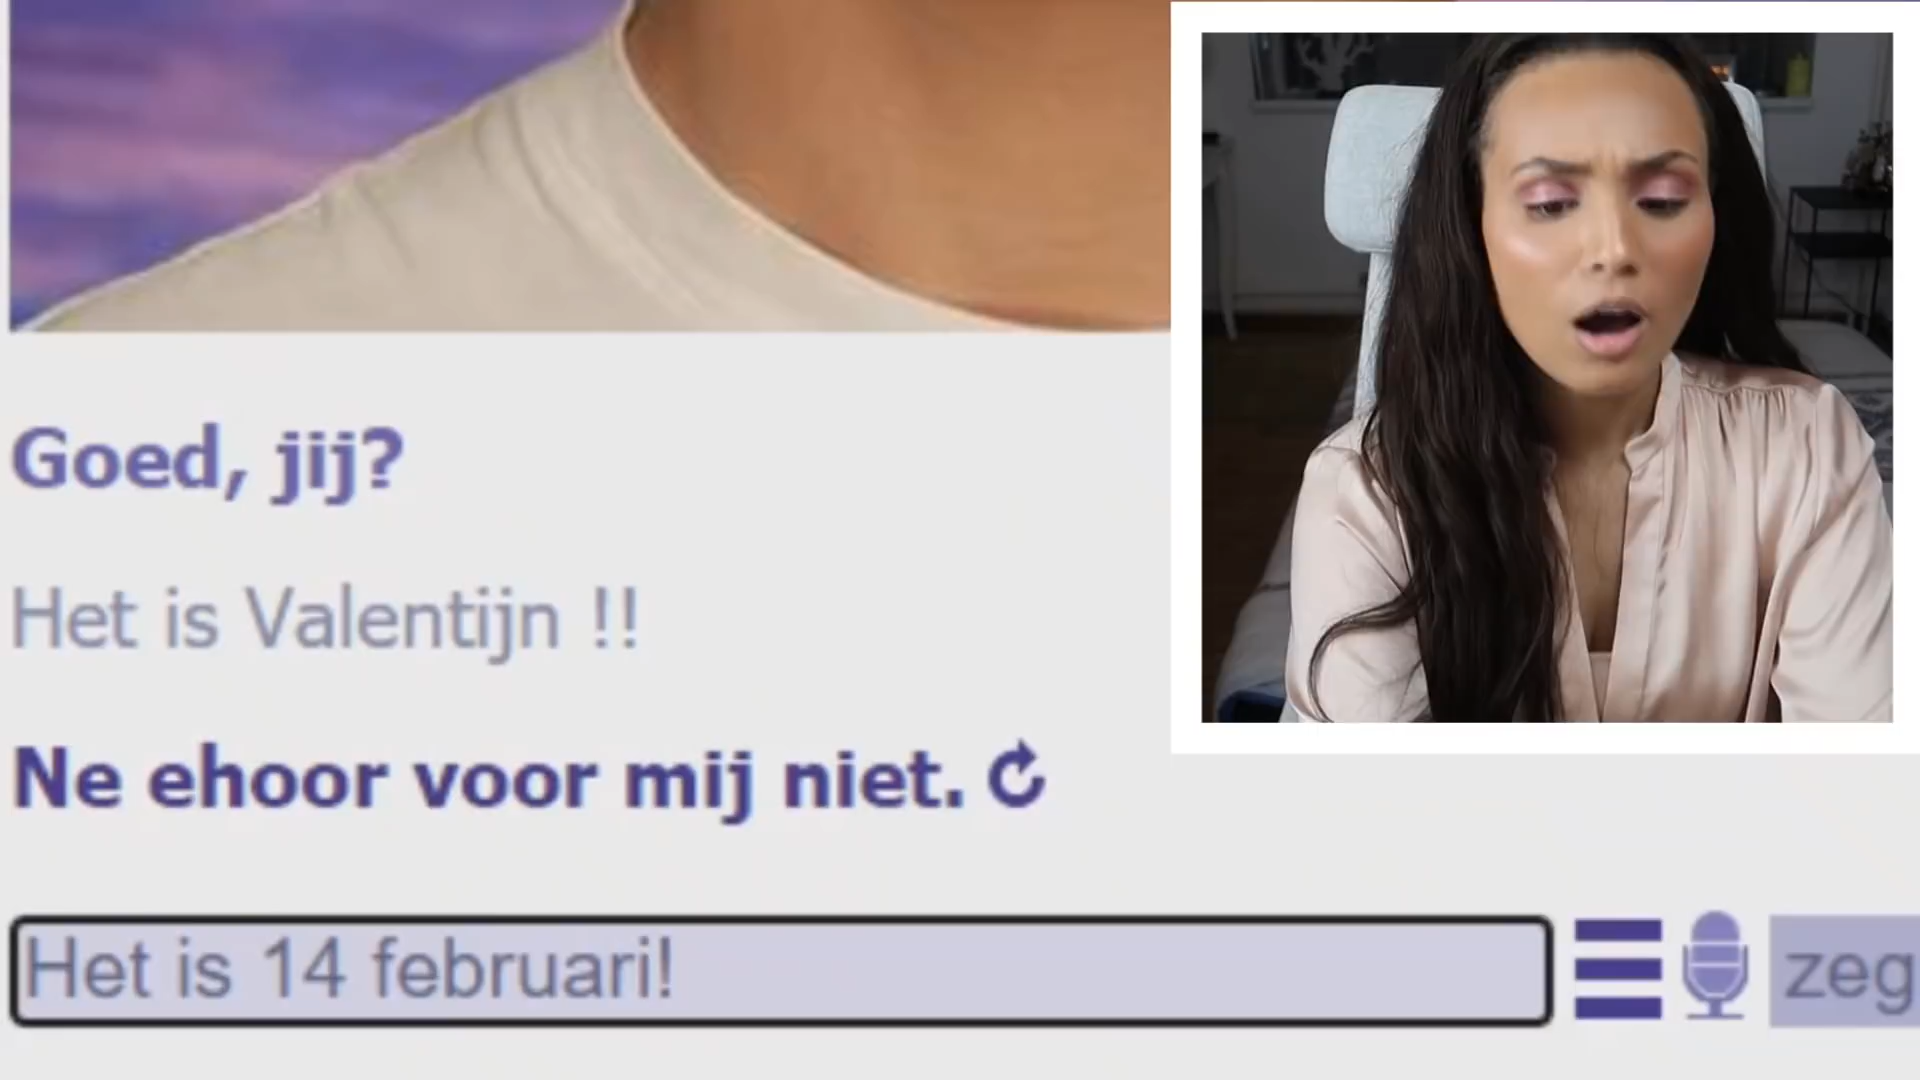 Goed, jij?
Het is Valentijn !!
Ne ehoor voor mij niet.
Het is 14 februari!
zeg